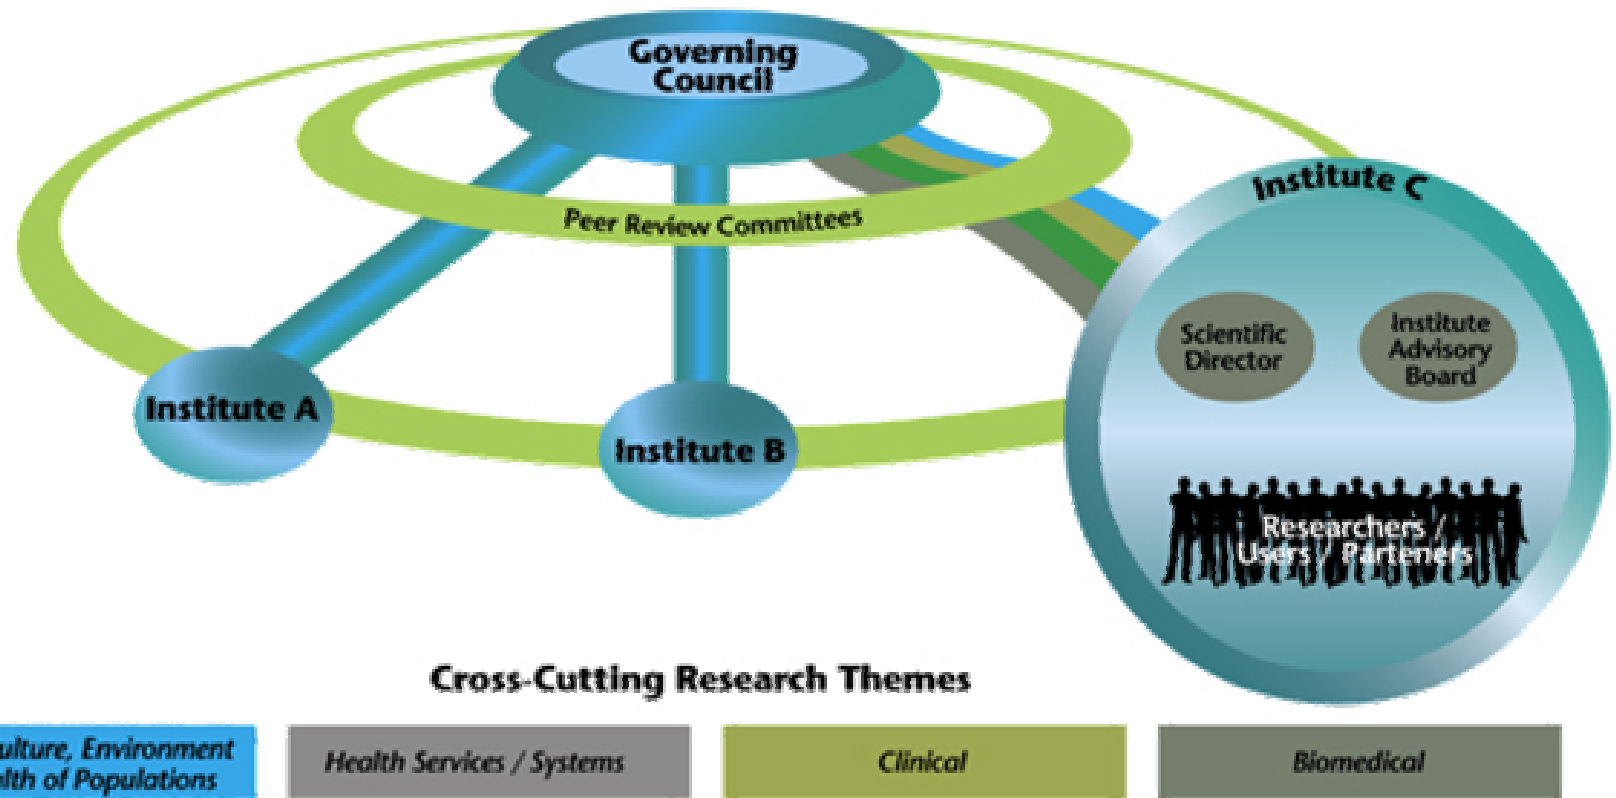 Governing
Council
Peer Review Committees
Institute A
Institute B
Institute C
Scientific
Director
Institute
Advisory
Board
Researchers /
Users / Parteners
Cross-Cutting Research Themes
ulture, Environment
lth of Populations
Health Services / Systems
Clinical
Biomedical